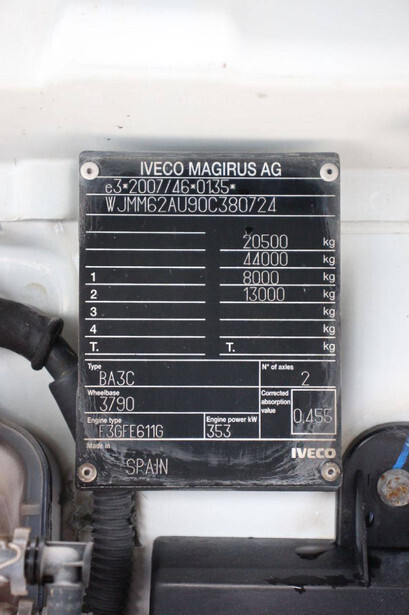 IVECO MAGIRUS AG
e3*2007/46*0135*
WJMM62AU90C380724
20500 kg
44000 kg
1 8000 kg
2 13000 kg
3 kg
4 kg
T. T. kg
Type N° of axles
BA3C 2
Wheelbase Corrected absorption value
3790 0,455
Engine type Engine power kW
F3GFE611G 353
Made in IVECO
SPAIN